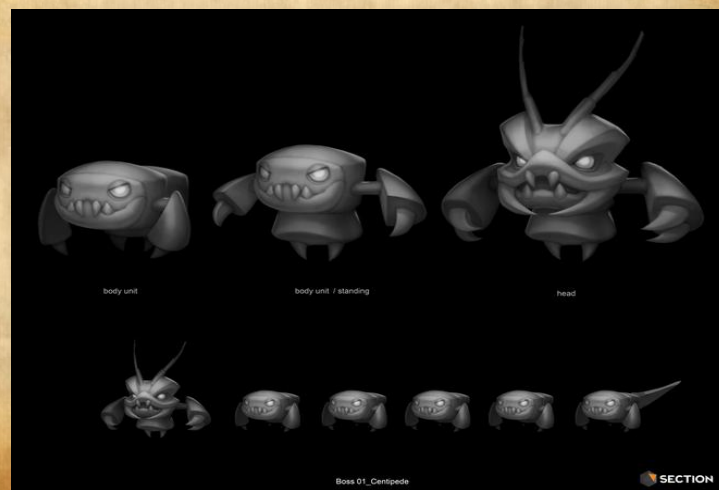 body unit
body unit / standing
head
Boss 01_Centipede
SECTION